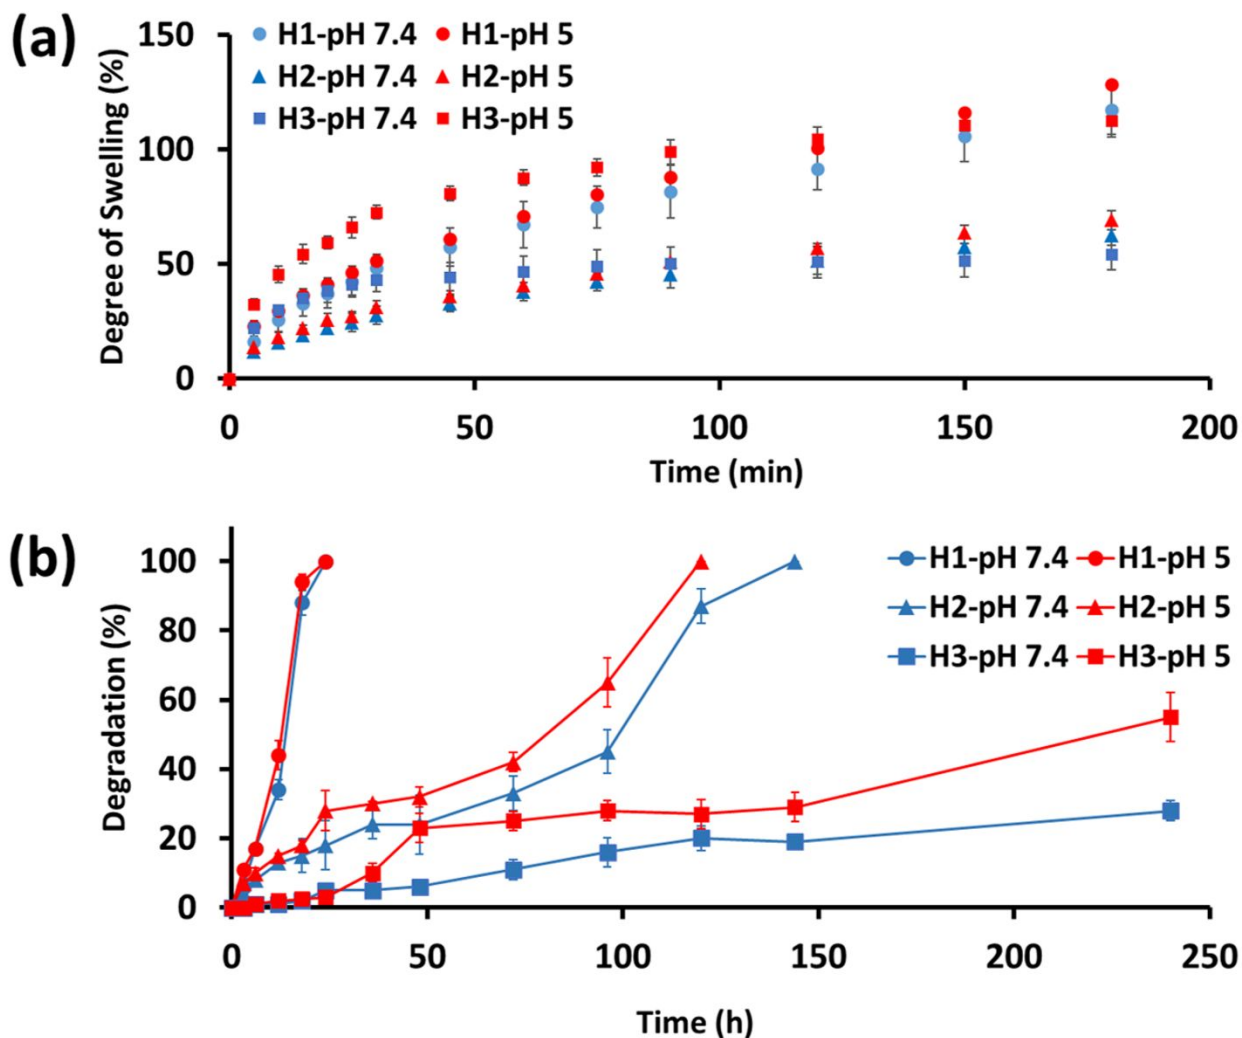 (a)
Degree of Swelling (%)
150
100
50
0
H1-pH 7.4 H1-pH 5
H2-pH 7.4 H2-pH 5
H3-pH 7.4 H3-pH 5
0 50 100 150 200
Time (min)
(b)
Degradation (%)
100
80
60
40
20
0
H1-pH 7.4 H1-pH 5
H2-pH 7.4 H2-pH 5
H3-pH 7.4 H3-pH 5
0 50 100 150 200 250
Time (h)